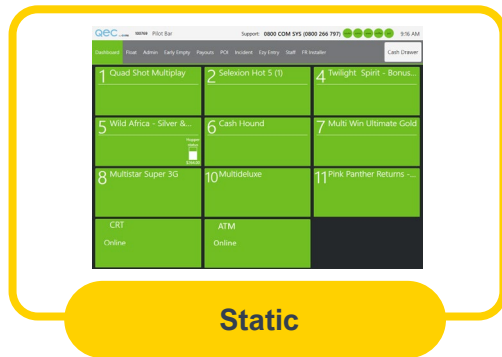 qec Pilot Bar Support: 0800 COM SYS (0800 266 797) 9:16 AM
Dashboard Float Admin Early Empty Payouts POI Incident Ezy Entry Staff FR Installer Cash Drawer
1 Quad Shot Multiplay 2 Selexion Hot 5 (1) 4 Twilight Spirit - Bonus...
5 Wild Africa - Silver &... 6 Cash Hound 7 Multi Win Ultimate Gold
8 Multistar Super 3G 10 Multideluxe 11 Pink Panther Returns -...
CRT ATM
Online Online
Static